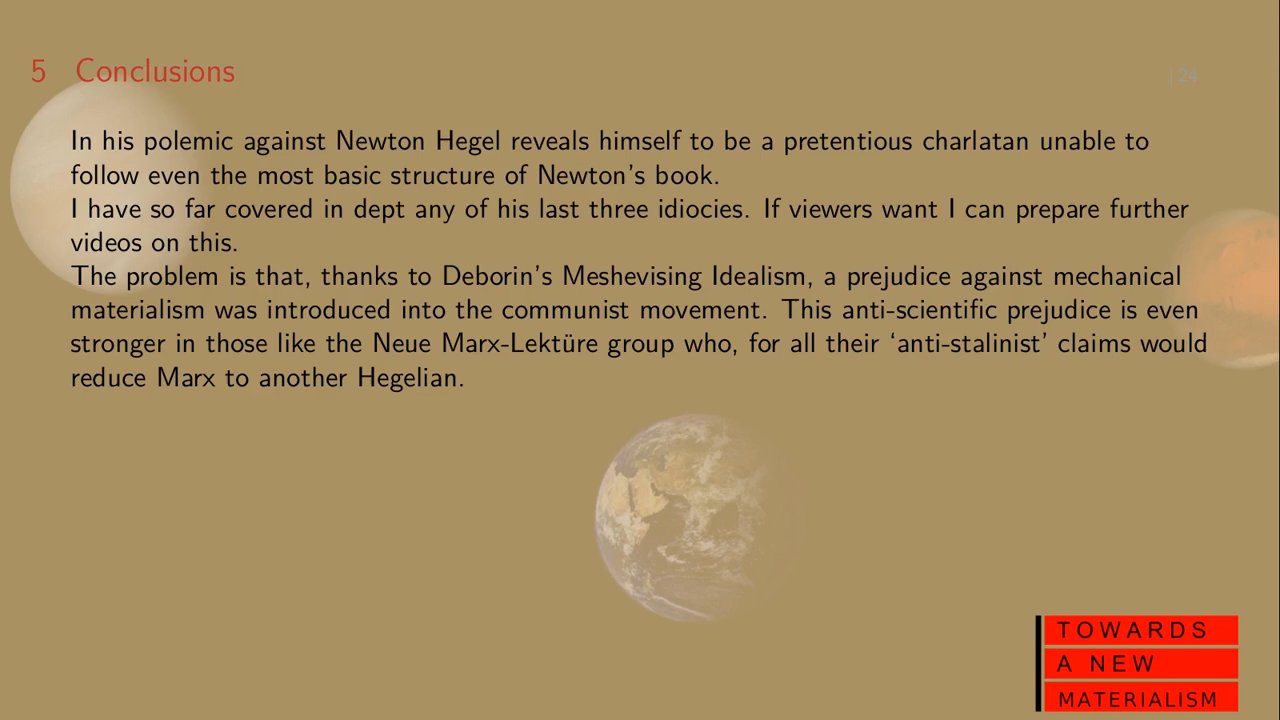 5 Conclusions
| 24
In his polemic against Newton Hegel reveals himself to be a pretentious charlatan unable to
follow even the most basic structure of Newton's book.
I have so far covered in dept any of his last three idiocies. If viewers want I can prepare further
videos on this.
The problem is that, thanks to Deborin's Meshevising Idealism, a prejudice against mechanical
materialism was introduced into the communist movement. This anti-scientific prejudice is even
stronger in those like the Neue Marx-Lektüre group who, for all their ‘anti-stalinist’ claims would
reduce Marx to another Hegelian.
TOWARDS
A NEW
MATERIALISM